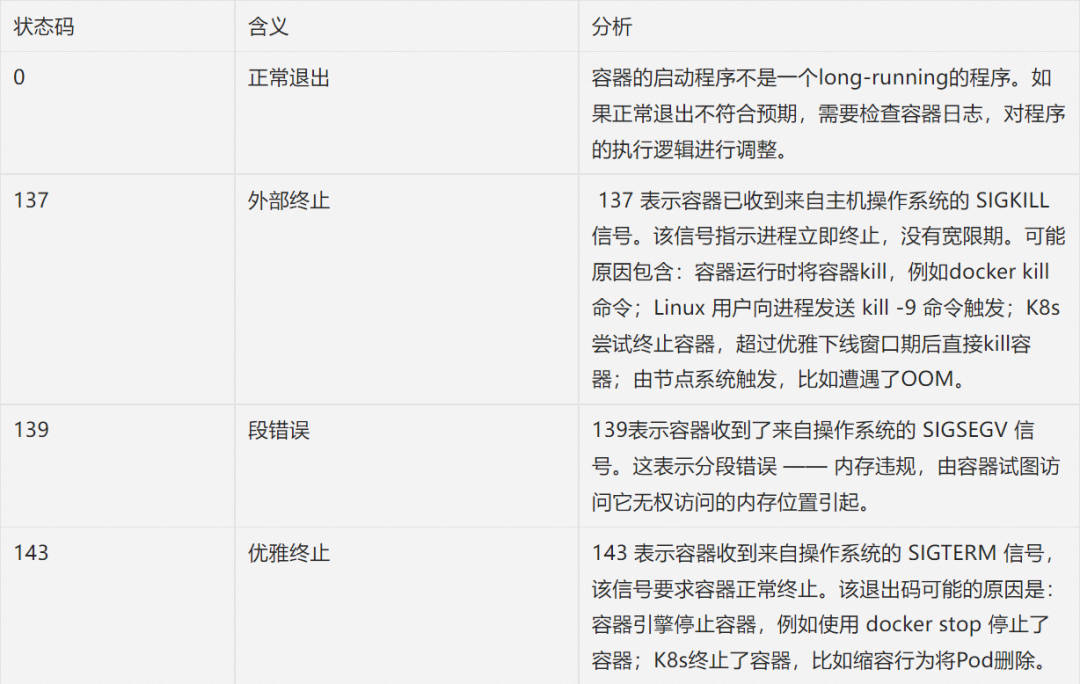 状态码 含义 分析
0 正常退出 容器的启动程序不是一个long-running的程序。如
果正常退出不符合预期，需要检查容器日志，对程序
的执行逻辑进行调整。
137 外部终止 137 表示容器已收到来自主机操作系统的 SIGKILL
信号。该信号指示进程立即终止，没有宽限期。可能
原因包含：容器运行时将容器kill，例如docker kill
命令；Linux 用户向进程发送 kill -9 命令触发；K8s
尝试终止容器，超过优雅下线窗口期后直接kill容
器；由节点系统触发，比如遭遇了OOM。
139 段错误 139表示容器收到了来自操作系统的 SIGSEGV 信
号。这表示分段错误 —— 内存违规，由容器试图访
问它无权访问的内存位置引起。
143 优雅终止 143 表示容器收到来自操作系统的 SIGTERM 信号，
该信号要求容器正常终止。该退出码可能的原因是：
容器引擎停止容器，例如使用 docker stop 停止了
容器；K8s终止了容器，比如缩容行为将Pod删除。